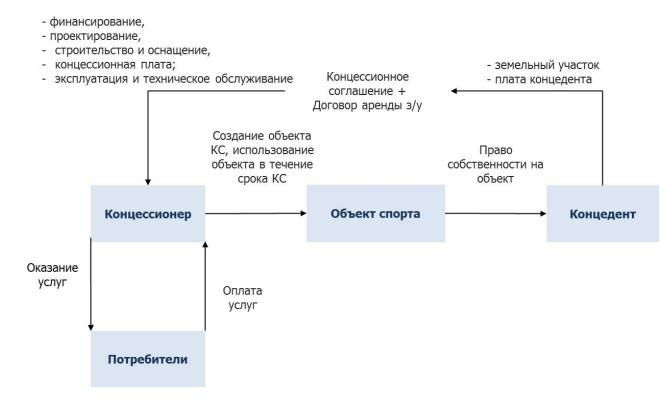 - финансирование,
- проектирование,
- строительство и оснащение,
- концессионная плата;
- эксплуатация и техническое обслуживание
Концессионное
соглашение +
Договор аренды з/у
- земельный участок
- плата концедента
Создание объекта
КС, использование
объекта в течение
срока КС
Право
собственности на
объект
Концессионер
Объект спорта
Концедент
Оказание
услуг
Оплата
услуг
Потребители